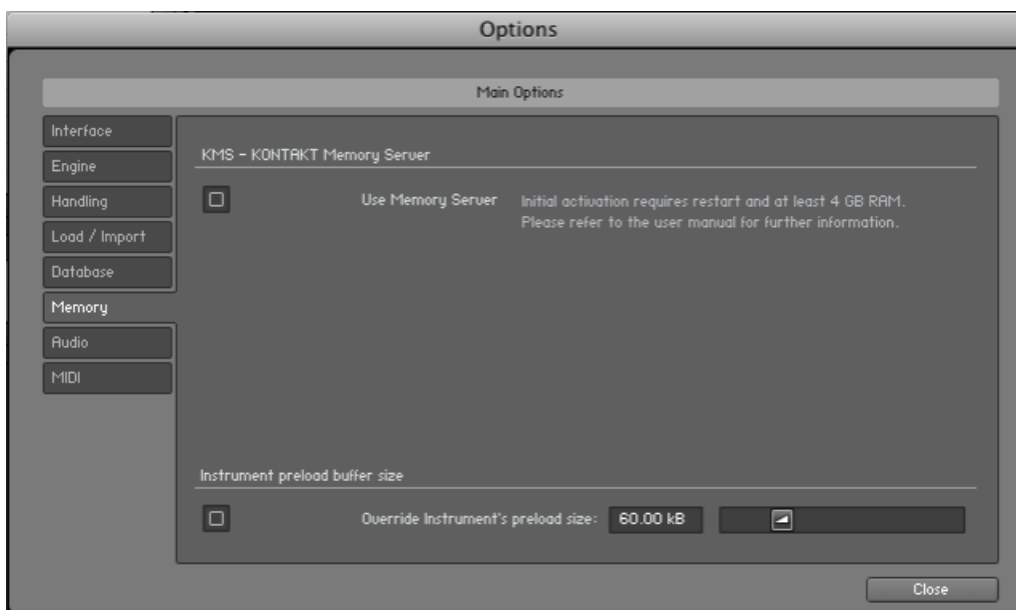 Options
Main Options
Interface
Engine
Handling
Load / Import
Database
Memory
Audio
MIDI
KMS - KONTAKT Memory Server
Use Memory Server
Initial activation requires restart and at least 4 GB RAM.
Please refer to the user manual for further information.
Instrument preload buffer size
Override Instrument's preload size: 60.00 kB
Close